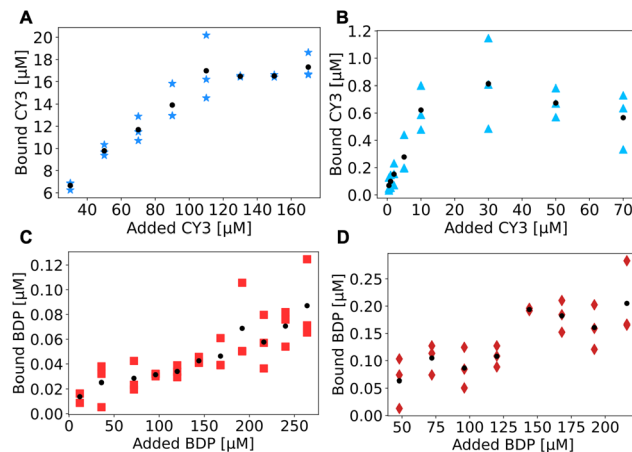 A
Bound CY3 [µM]
20
18
16
14
12
10
8
6
40 60 80 100 120 140 160
Added CY3 [µM]
B
Bound CY3 [µM]
1.2
1.0
0.8
0.6
0.4
0.2
0.0
0 10 20 30 40 50 60 70
Added CY3 [µM]
C
Bound BDP [µM]
0.12
0.10
0.08
0.06
0.04
0.02
0.00
0 50 100 150 200 250
Added BDP [µM]
D
Bound BDP [µM]
0.25
0.20
0.15
0.10
0.05
0.00
50 75 100 125 150 175 200
Added BDP [µM]